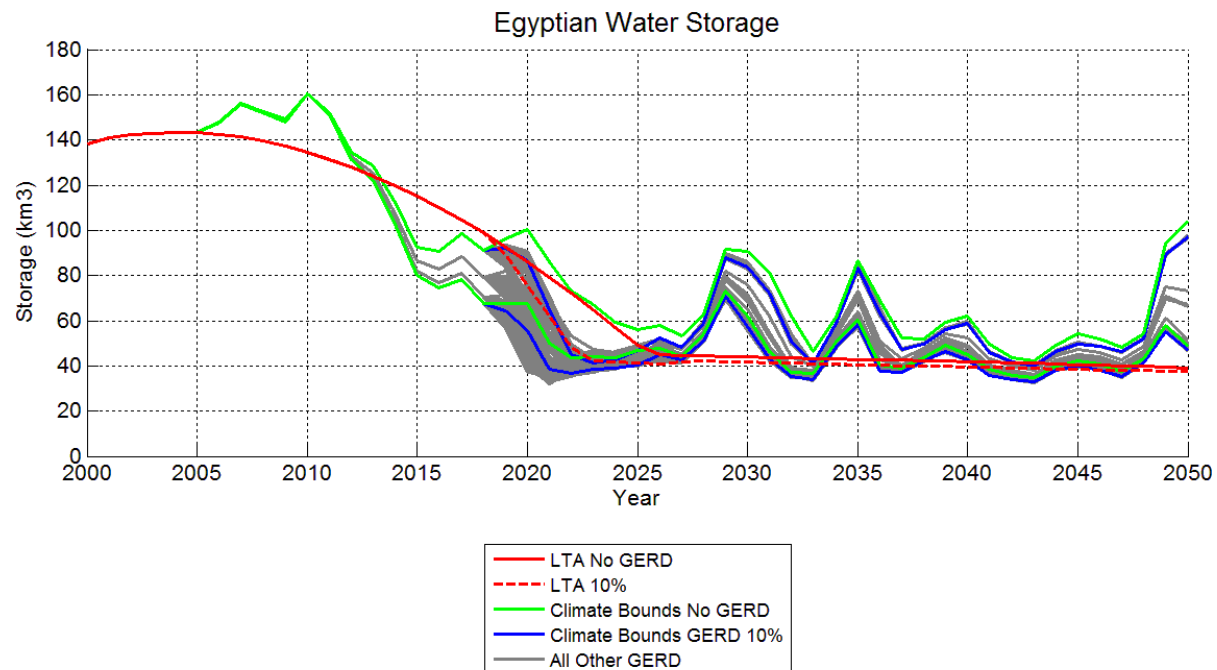 Egyptian Water Storage
180
160
140
120
100
80
60
40
20
0
Storage (km3)
2000 2005 2010 2015 2020 2025 2030 2035 2040 2045 2050
Year
LTA No GERD
LTA 10%
Climate Bounds No GERD
Climate Bounds GERD 10%
All Other GERD